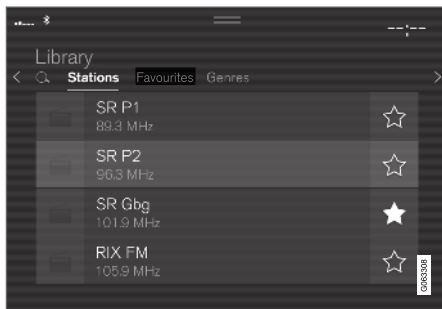 --:--
Library
Stations Favourites Genres
SR P1
89.3 MHz
SR P2
96.3 MHz
SR Gbg
101.9 MHz
RIX FM
105.9 MHz
G063308